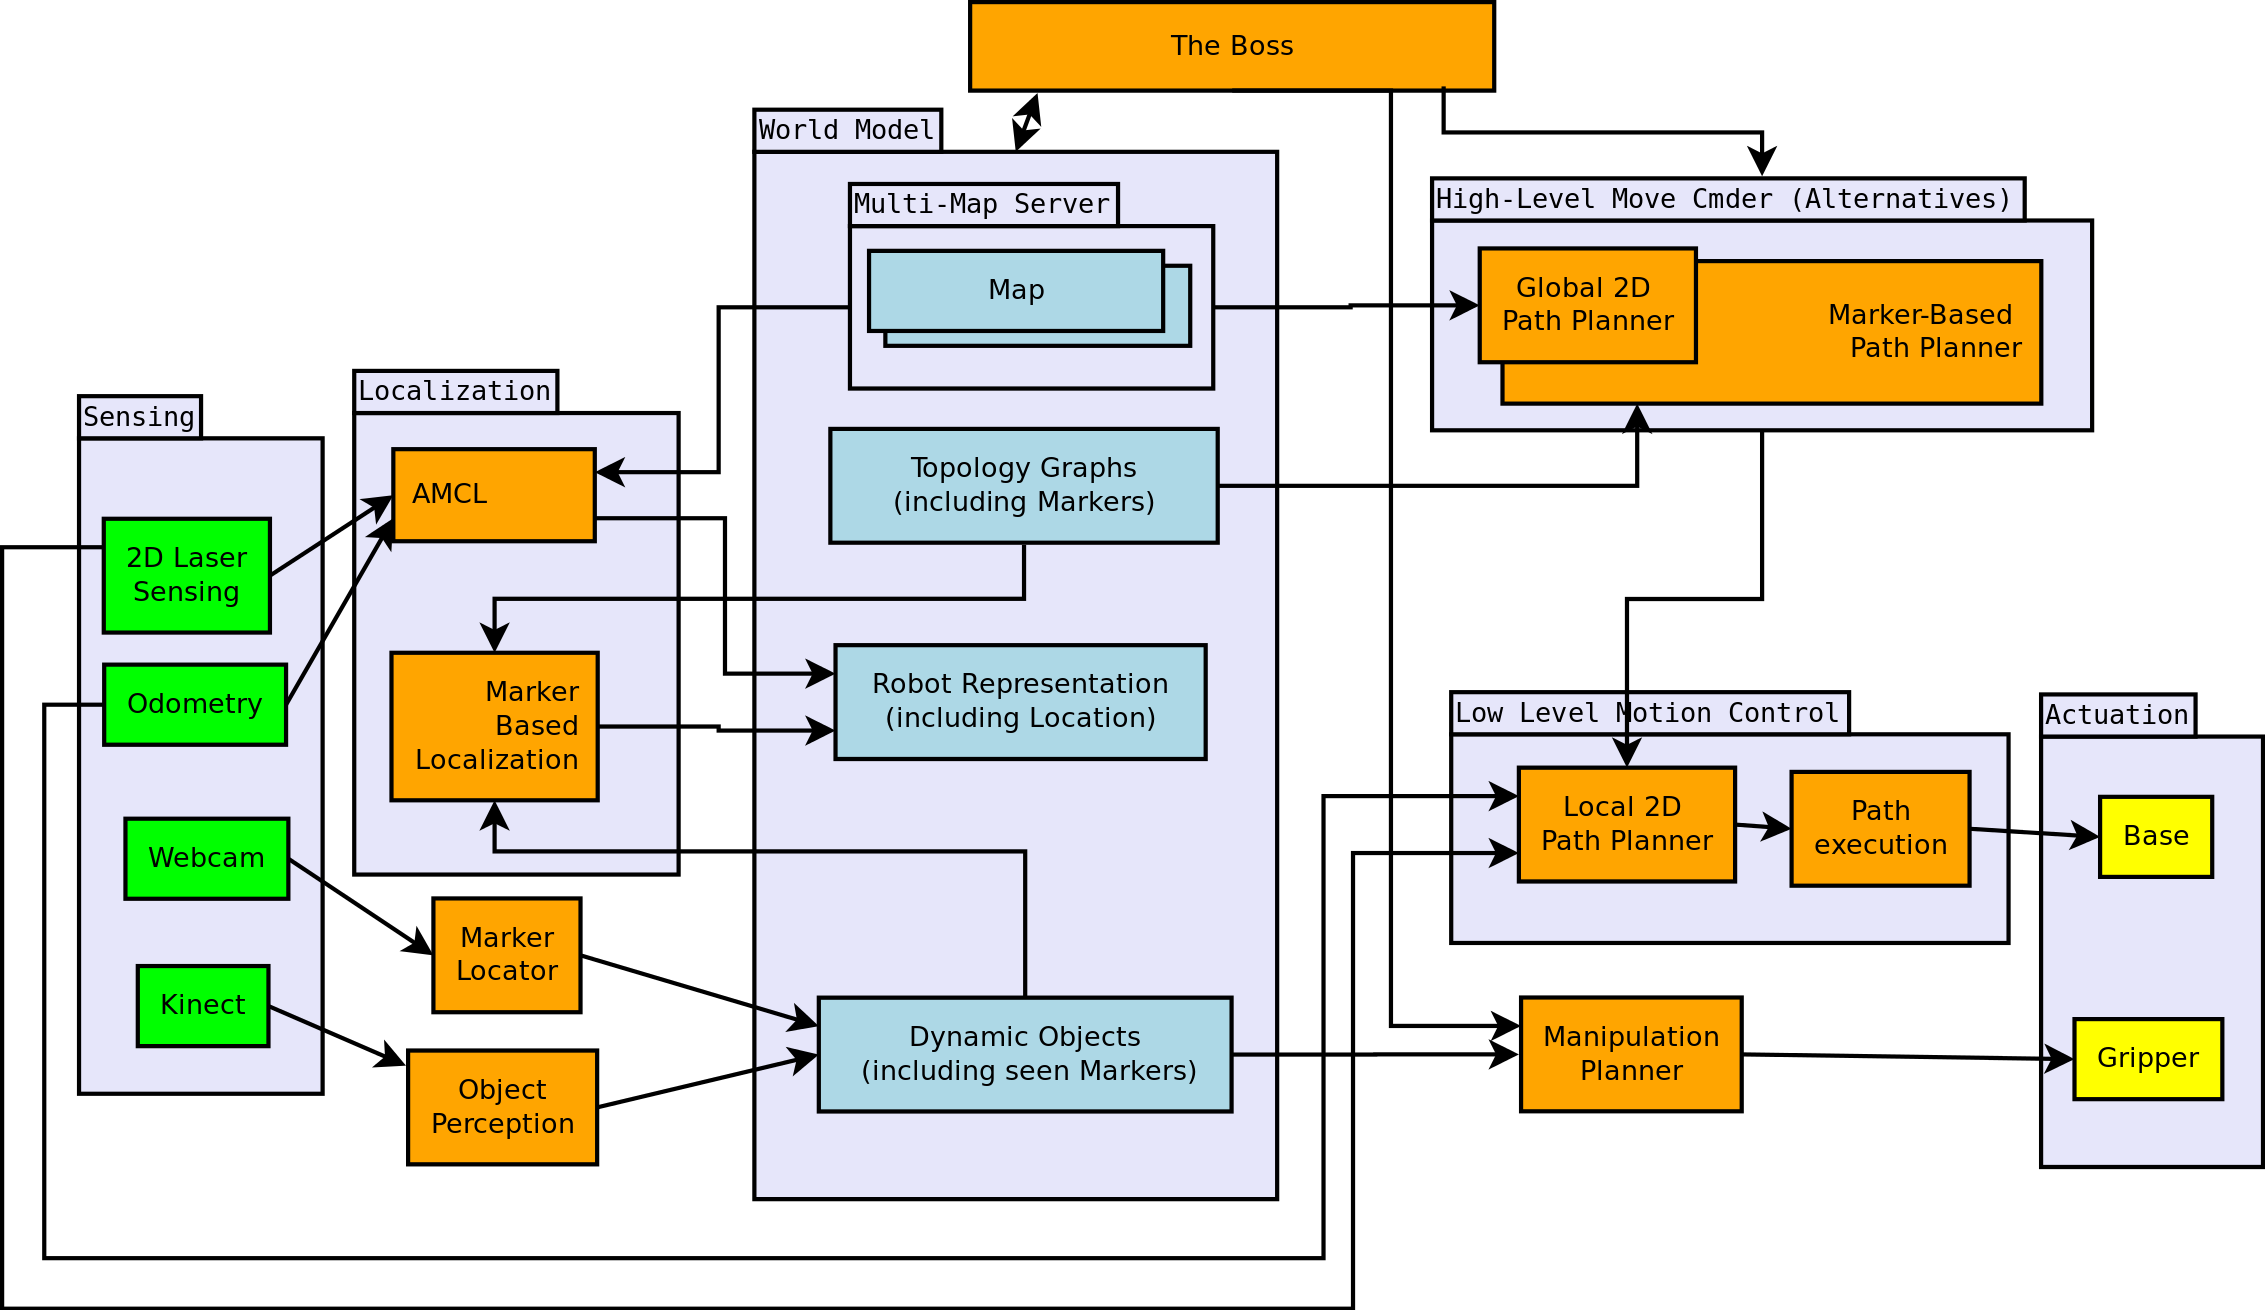 The Boss
World Model
Multi-Map Server
Map
High-Level Move Cmder (Alternatives)
Global 2D
Path Planner
Marker-Based
Path Planner
Localization
Sensing
AMCL
Topology Graphs
(including Markers)
2D Laser
Sensing
Odometry
Marker
Based
Localization
Robot Representation
(including Location)
Low Level Motion Control
Actuation
Local 2D
Path Planner
Path
execution
Base
Webcam
Marker
Locator
Kinect
Object
Perception
Dynamic Objects
(including seen Markers)
Manipulation
Planner
Gripper